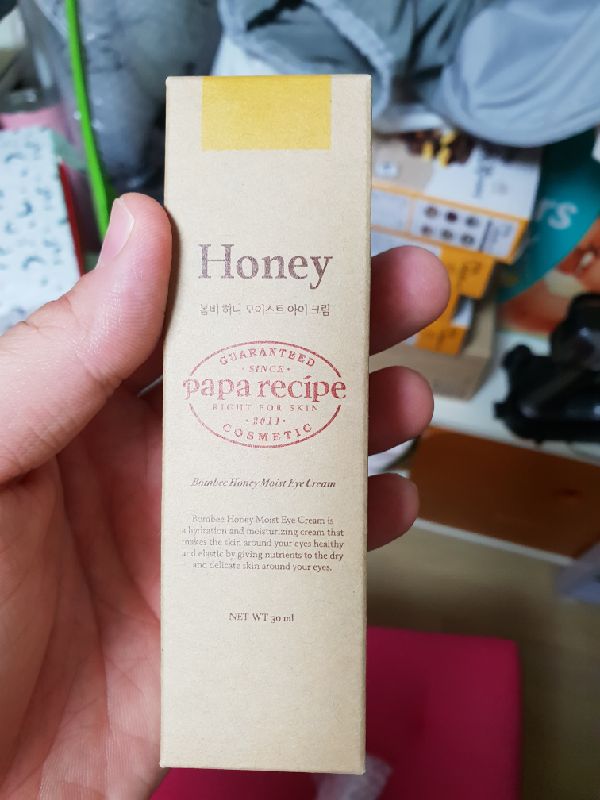 Honey
봄비 허니 모이스트 아이 크림
GUARANTEED
· SINCE ·
papa recipe
RIGHT FOR SKIN
· 2011 ·
COSMETIC
Bombee Honey Moist Eye Cream
Bombee Honey Moist Eye Cream is
a hydration and moisturizing cream that
makes the skin around your eyes healthy
and elastic by giving nutrients to the dry
and delicate skin around your eyes.
NET WT 30 ml